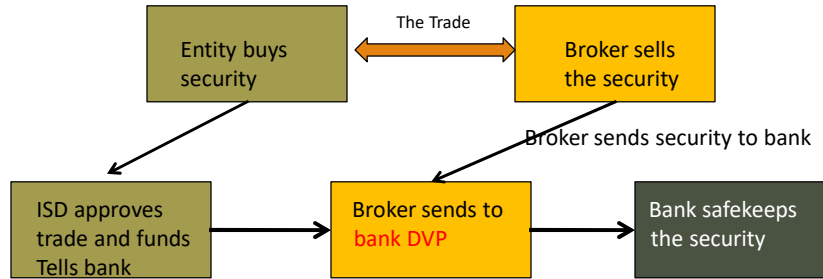 The Trade
Entity buys
security
Broker sells
the security
Broker sends security to bank
ISD approves
trade and funds
Tells bank
Broker sends to
bank DVP
Bank safekeeps
the security